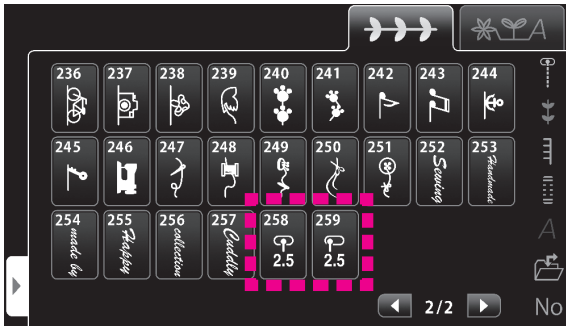 A
236 237 238 239 240 241 242 243 244
245 246 247 248 249 250 251 252 253
Sewing Handmade
254 255 256 257 258 259
made by Happy collection Cuddly 2.5 2.5
A
2/2
No